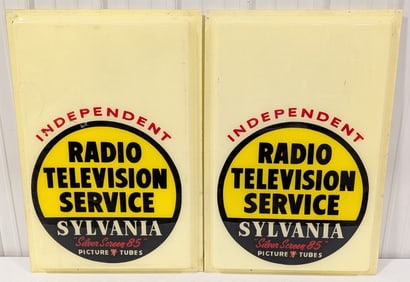 INDEPENDENT
RADIO
TELEVISION
SERVICE
SYLVANIA
"Silver Screen 85"
PICTURE TUBES
INDEPENDENT
RADIO
TELEVISION
SERVICE
SYLVANIA
"Silver Screen 85"
PICTURE TUBES